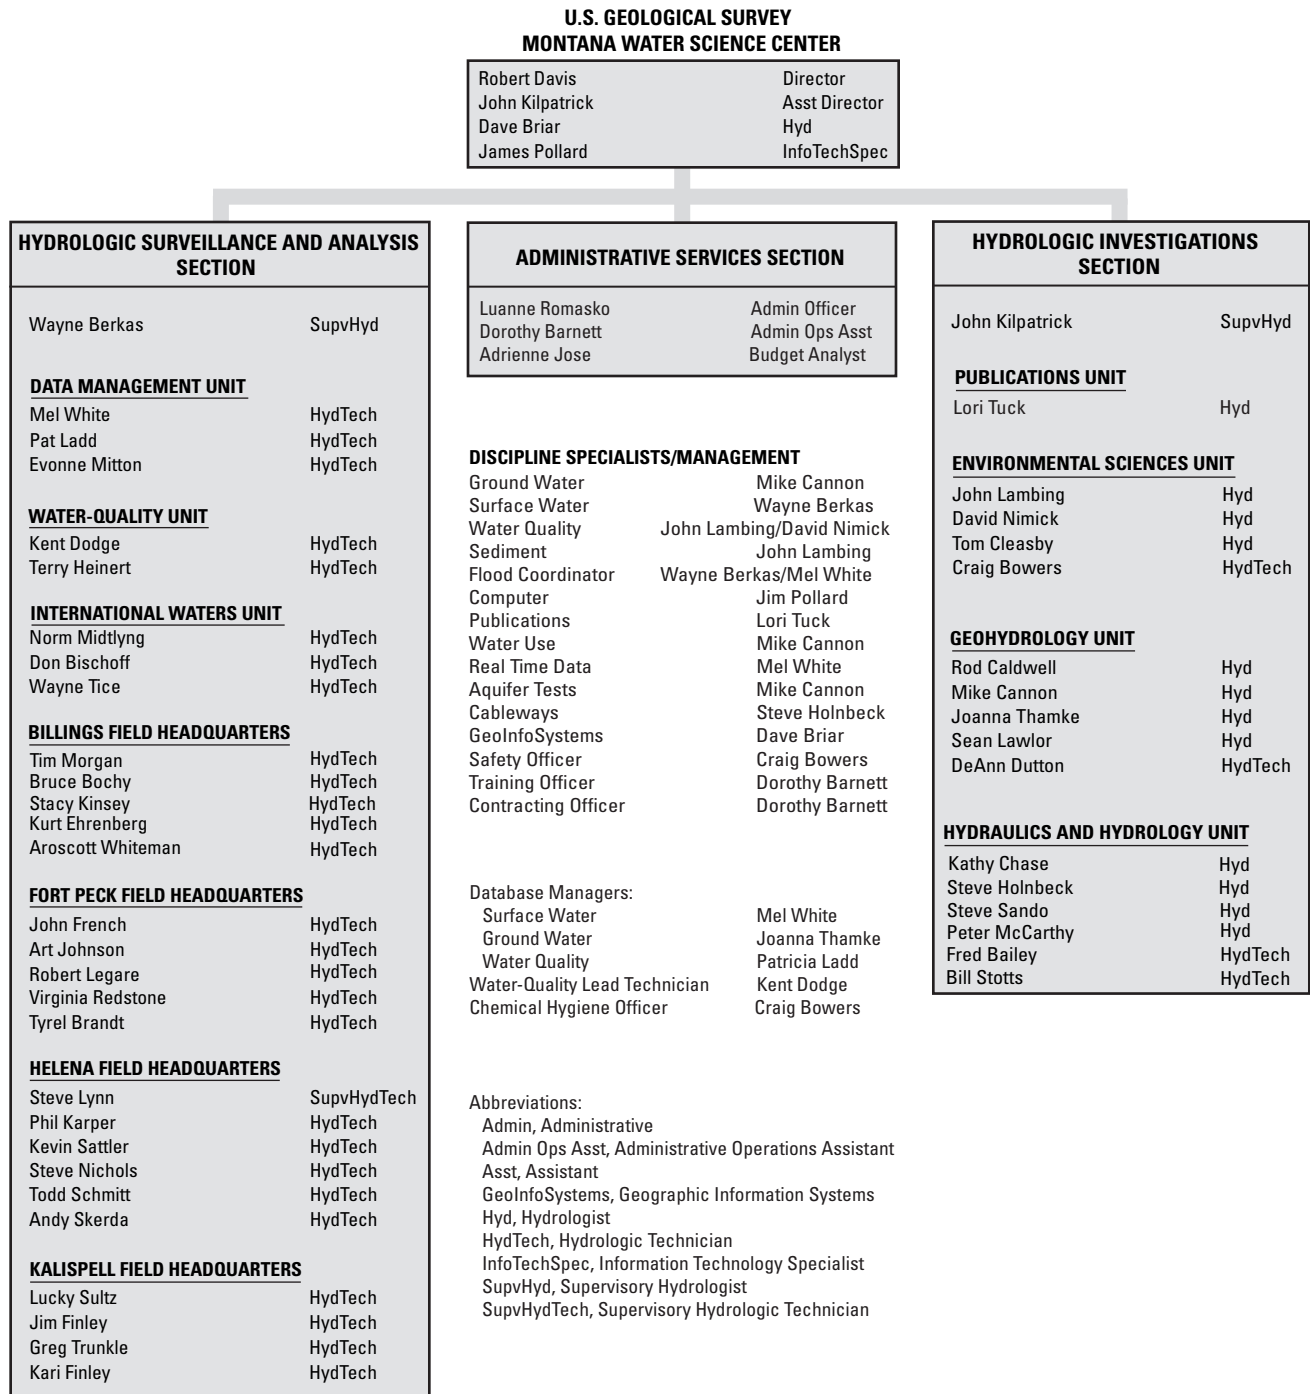 U.S. GEOLOGICAL SURVEY
MONTANA WATER SCIENCE CENTER
Robert Davis Director
John Kilpatrick Asst Director
Dave Briar Hyd
James Pollard InfoTechSpec
HYDROLOGIC SURVEILLANCE AND ANALYSIS
SECTION
Wayne Berkas SupvHyd
DATA MANAGEMENT UNIT
Mel White HydTech
Pat Ladd HydTech
Evonne Mitton HydTech
WATER-QUALITY UNIT
Kent Dodge HydTech
Terry Heinert HydTech
INTERNATIONAL WATERS UNIT
Norm Midtlyng HydTech
Don Bischoff HydTech
Wayne Tice HydTech
BILLINGS FIELD HEADQUARTERS
Tim Morgan HydTech
Bruce Bochy HydTech
Stacy Kinsey HydTech
Kurt Ehrenberg HydTech
Aroscott Whiteman HydTech
FORT PECK FIELD HEADQUARTERS
John French HydTech
Art Johnson HydTech
Robert Legare HydTech
Virginia Redstone HydTech
Tyrel Brandt HydTech
HELENA FIELD HEADQUARTERS
Steve Lynn SupvHydTech
Phil Karper HydTech
Kevin Sattler HydTech
Steve Nichols HydTech
Todd Schmitt HydTech
Andy Skerda HydTech
KALISPELL FIELD HEADQUARTERS
Lucky Sultz HydTech
Jim Finley HydTech
Greg Trunkle HydTech
Kari Finley HydTech
ADMINISTRATIVE SERVICES SECTION
Luanne Romasko Admin Officer
Dorothy Barnett Admin Ops Asst
Adrienne Jose Budget Analyst
DISCIPLINE SPECIALISTS/MANAGEMENT
Ground Water Mike Cannon
Surface Water Wayne Berkas
Water Quality John Lambing/David Nimick
Sediment John Lambing
Flood Coordinator Wayne Berkas/Mel White
Computer Jim Pollard
Publications Lori Tuck
Water Use Mike Cannon
Real Time Data Mel White
Aquifer Tests Mike Cannon
Cableways Steve Holnbeck
GeoInfoSystems Dave Briar
Safety Officer Craig Bowers
Training Officer Dorothy Barnett
Contracting Officer Dorothy Barnett
Database Managers:
Surface Water Mel White
Ground Water Joanna Thamke
Water Quality Patricia Ladd
Water-Quality Lead Technician Kent Dodge
Chemical Hygiene Officer Craig Bowers
Abbreviations:
Admin, Administrative
Admin Ops Asst, Administrative Operations Assistant
Asst, Assistant
GeoInfoSystems, Geographic Information Systems
Hyd, Hydrologist
HydTech, Hydrologic Technician
InfoTechSpec, Information Technology Specialist
SupvHyd, Supervisory Hydrologist
SupvHydTech, Supervisory Hydrologic Technician
HYDROLOGIC INVESTIGATIONS
SECTION
John Kilpatrick SupvHyd
PUBLICATIONS UNIT
Lori Tuck Hyd
ENVIRONMENTAL SCIENCES UNIT
John Lambing Hyd
David Nimick Hyd
Tom Cleasby Hyd
Craig Bowers HydTech
GEOHYDROLOGY UNIT
Rod Caldwell Hyd
Mike Cannon Hyd
Joanna Thamke Hyd
Sean Lawlor Hyd
DeAnn Dutton HydTech
HYDRAULICS AND HYDROLOGY UNIT
Kathy Chase Hyd
Steve Holnbeck Hyd
Steve Sando Hyd
Peter McCarthy Hyd
Fred Bailey HydTech
Bill Stotts HydTech